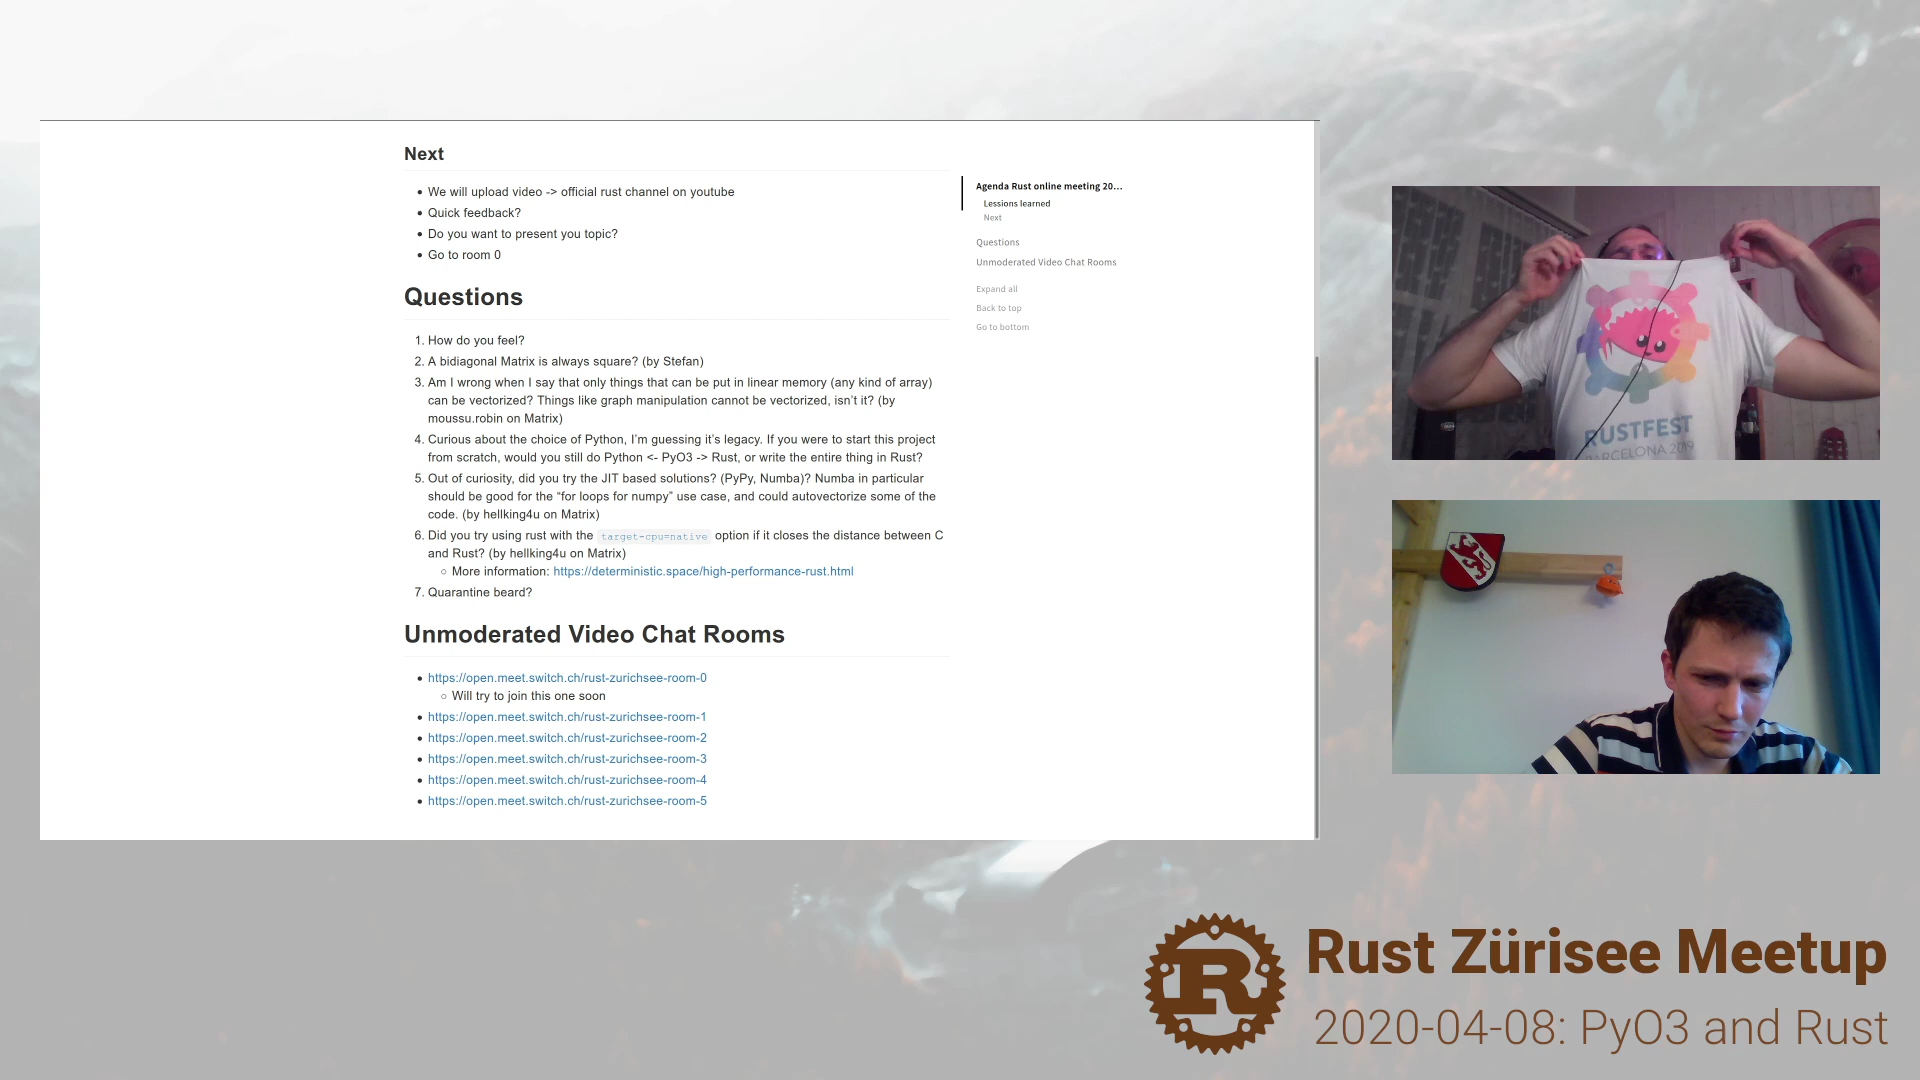 Next
• We will upload video -> official rust channel on youtube
• Quick feedback?
• Do you want to present you topic?
• Go to room 0
Questions
1. How do you feel?
2. A bidiagonal Matrix is always square? (by Stefan)
3. Am I wrong when I say that only things that can be put in linear memory (any kind of array)
can be vectorized? Things like graph manipulation cannot be vectorized, isn't it? (by
moussu.robin on Matrix)
4. Curious about the choice of Python, I'm guessing it's legacy. If you were to start this project
from scratch, would you still do Python <- PyO3 -> Rust, or write the entire thing in Rust?
5. Out of curiosity, did you try the JIT based solutions? (PyPy, Numba)? Numba in particular
should be good for the “for loops for numpy” use case, and could autovectorize some of the
code. (by hellking4u on Matrix)
6. Did you try using rust with the target-cpu=native option if it closes the distance between C
and Rust? (by hellking4u on Matrix)
○ More information: https://deterministic.space/high-performance-rust.html
7. Quarantine beard?
Unmoderated Video Chat Rooms
• https://open.meet.switch.ch/rust-zurichsee-room-0
○ Will try to join this one soon
• https://open.meet.switch.ch/rust-zurichsee-room-1
• https://open.meet.switch.ch/rust-zurichsee-room-2
• https://open.meet.switch.ch/rust-zurichsee-room-3
• https://open.meet.switch.ch/rust-zurichsee-room-4
• https://open.meet.switch.ch/rust-zurichsee-room-5
Agenda Rust online meeting 20...
Lessions learned
Next
Questions
Unmoderated Video Chat Rooms
Expand all
Back to top
Go to bottom
RUSTFEST
BARCELONA 2019
R
Rust Zürisee Meetup
2020-04-08: PyO3 and Rust